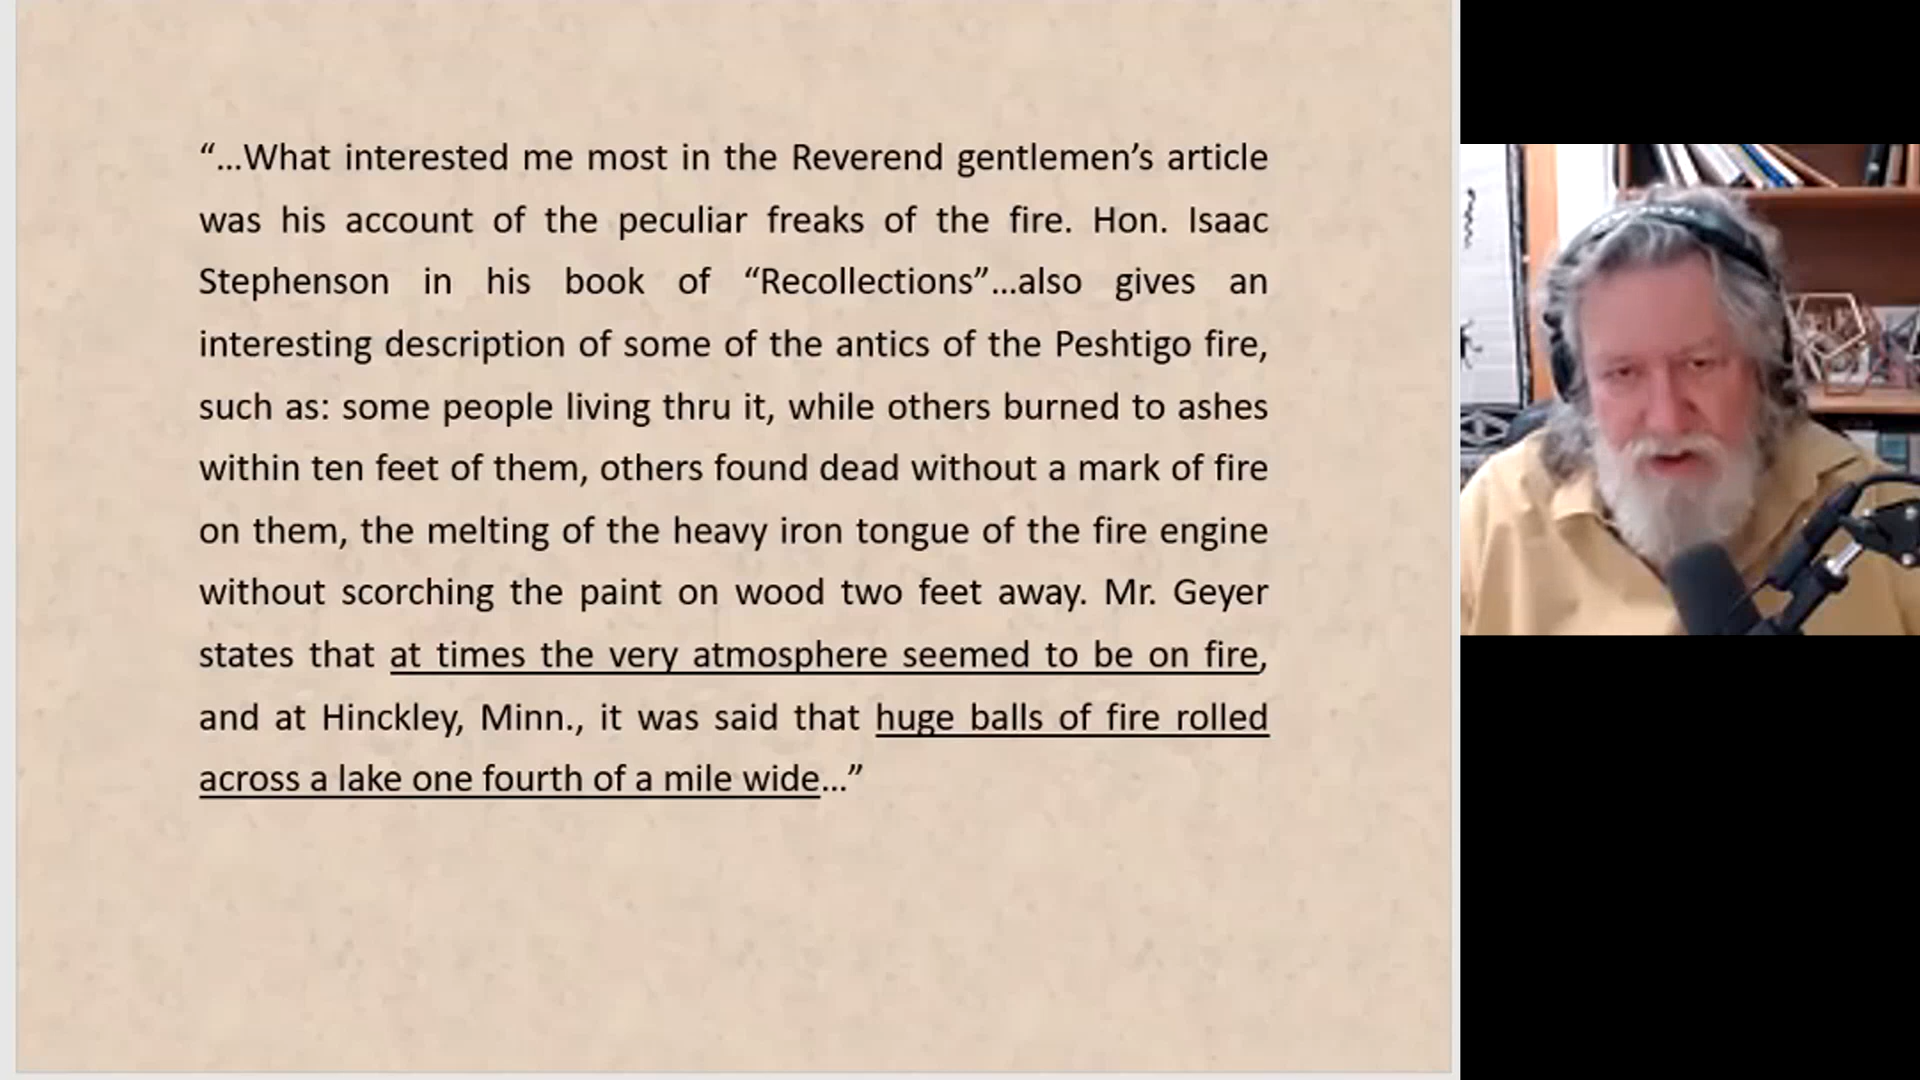 “...What interested me most in the Reverend gentlemen’s article
was his account of the peculiar freaks of the fire. Hon. Isaac
Stephenson in his book of “Recollections”...also gives an
interesting description of some of the antics of the Peshtigo fire,
such as: some people living thru it, while others burned to ashes
within ten feet of them, others found dead without a mark of fire
on them, the melting of the heavy iron tongue of the fire engine
without scorching the paint on wood two feet away. Mr. Geyer
states that at times the very atmosphere seemed to be on fire,
and at Hinckley, Minn., it was said that huge balls of fire rolled
across a lake one fourth of a mile wide...”